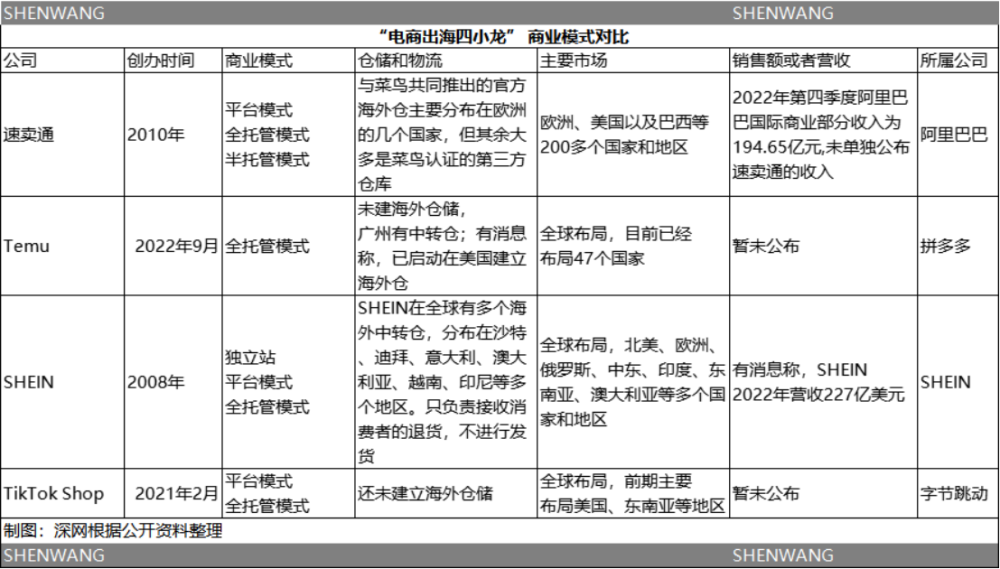 SHENWANG SHENWANG
“电商出海四小龙” 商业模式对比
公司 创办时间 商业模式 仓储和物流 主要市场 销售额或者营收 所属公司
速卖通
2010年
平台模式
全托管模式
半托管模式
与菜鸟共同推出的官方
海外仓主要分布在欧洲
的几个国家，但其余大
多是菜鸟认证的第三方
仓库
欧洲、美国以及巴西等
200多个国家和地区
2022年第四季度阿里巴
巴国际商业部分收入为
194.65亿元,未单独公布
速卖通的收入
阿里巴巴
Temu
2022年9月
全托管模式
未建海外仓储，
广州有中转仓；有消息
称，已启动在美国建立
海外仓
全球布局，目前已经
布局47个国家
暂未公布
拼多多
SHEIN
2008年
独立站
平台模式
全托管模式
SHEIN在全球有多个海
外中转仓，分布在沙特
、迪拜、意大利、澳大
利亚、越南、印尼等多
个地区。只负责接收消
费者的退货，不进行发
货
全球布局，北美、欧洲、
俄罗斯、中东、印度、东
南亚、澳大利亚等多个国
家和地区
有消息称，SHEIN
2022年营收227亿美元
SHEIN
TikTok Shop
2021年2月
平台模式
全托管模式
还未建立海外仓储
全球布局，前期主要
布局美国、东南亚等地区
暂未公布
字节跳动
制图：深网根据公开资料整理
SHENWANG SHENWANG